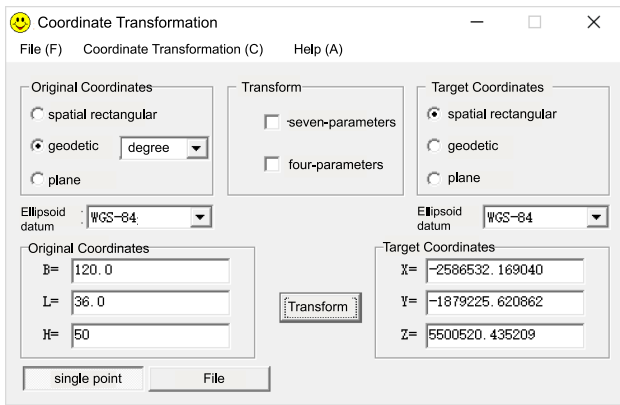 Coordinate Transformation
File (F) Coordinate Transformation (C) Help (A)
Original Coordinates
spatial rectangular
geodetic degree
plane
Transform
seven-parameters
four-parameters
Target Coordinates
spatial rectangular
geodetic
plane
Ellipsoid
datum : WGS-84
Ellipsoid
datum WGS-84
Original Coordinates
B= 120.0
L= 36.0
H= 50
Transform
Target Coordinates
X= -2586532.169040
Y= -1879225.620862
Z= 5500520.435209
single point File